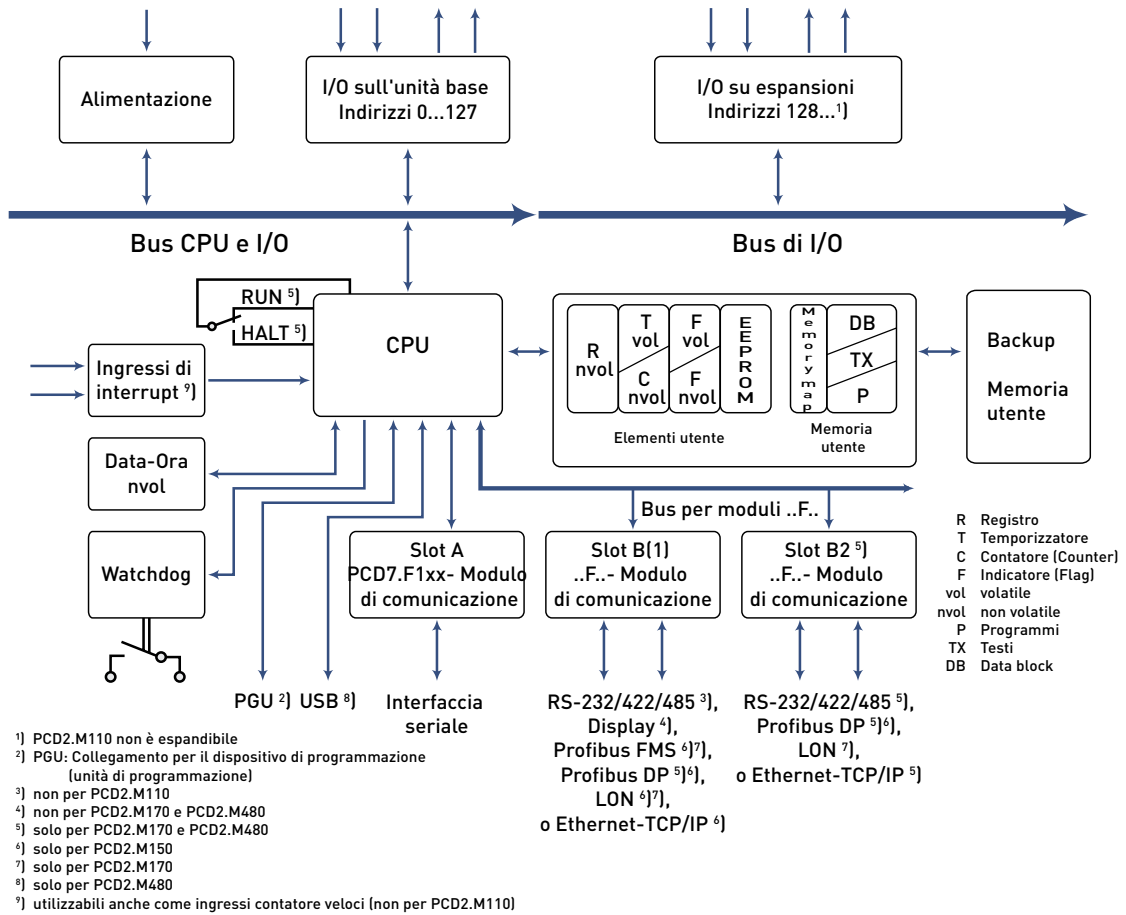 Alimentazione
I/O sull'unità base
Indirizzi 0...127
I/O su espansioni
Indirizzi 128...¹)
Bus CPU e I/O
Bus di I/O
RUN ⁵)
HALT ⁵)
CPU
Ingressi di
interrupt ⁹)
Data-Ora
nvol
Watchdog
R
nvol
T
vol
C
nvol
F
vol
F
nvol
EEPROM
Elementi utente
Memorymap
DB
TX
P
Memoria
utente
Backup
Memoria
utente
Bus per moduli ..F..
Slot A
PCD7.F1xx- Modulo
di comunicazione
Slot B(1)
..F..- Modulo
di comunicazione
Slot B2 ⁵)
..F..- Modulo
di comunicazione
R Registro
T Temporizzatore
C Contatore (Counter)
F Indicatore (Flag)
vol volatile
nvol non volatile
P Programmi
TX Testi
DB Data block
PGU ²) USB ⁸)
Interfaccia
seriale
RS-232/422/485 ³),
Display ⁴),
Profibus FMS ⁶)⁷),
Profibus DP ⁵)⁶),
LON ⁶)⁷),
o Ethernet-TCP/IP ⁶)
RS-232/422/485 ⁵),
Profibus DP ⁵)⁶),
LON ⁷),
o Ethernet-TCP/IP ⁵)
¹) PCD2.M110 non è espandibile
²) PGU: Collegamento per il dispositivo di programmazione
(unità di programmazione)
³) non per PCD2.M110
⁴) non per PCD2.M170 e PCD2.M480
⁵) solo per PCD2.M170 e PCD2.M480
⁶) solo per PCD2.M150
⁷) solo per PCD2.M170
⁸) solo per PCD2.M480
⁹) utilizzabili anche come ingressi contatore veloci (non per PCD2.M110)